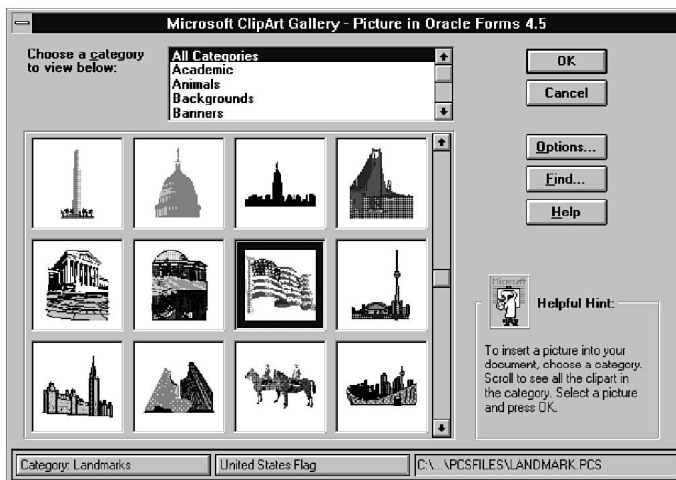 Microsoft ClipArt Gallery - Picture in Oracle Forms 4.5
Choose a category
to view below:
All Categories
Academic
Animals
Backgrounds
Banners
OK
Cancel
Options...
Find...
Help
Microsoft
Helpful Hint:
To insert a picture into your
document, choose a category.
Scroll to see all the clipart in
the category. Select a picture
and press OK.
Category: Landmarks
United States Flag
C:\...\PCSFILES\LANDMARK.PCS